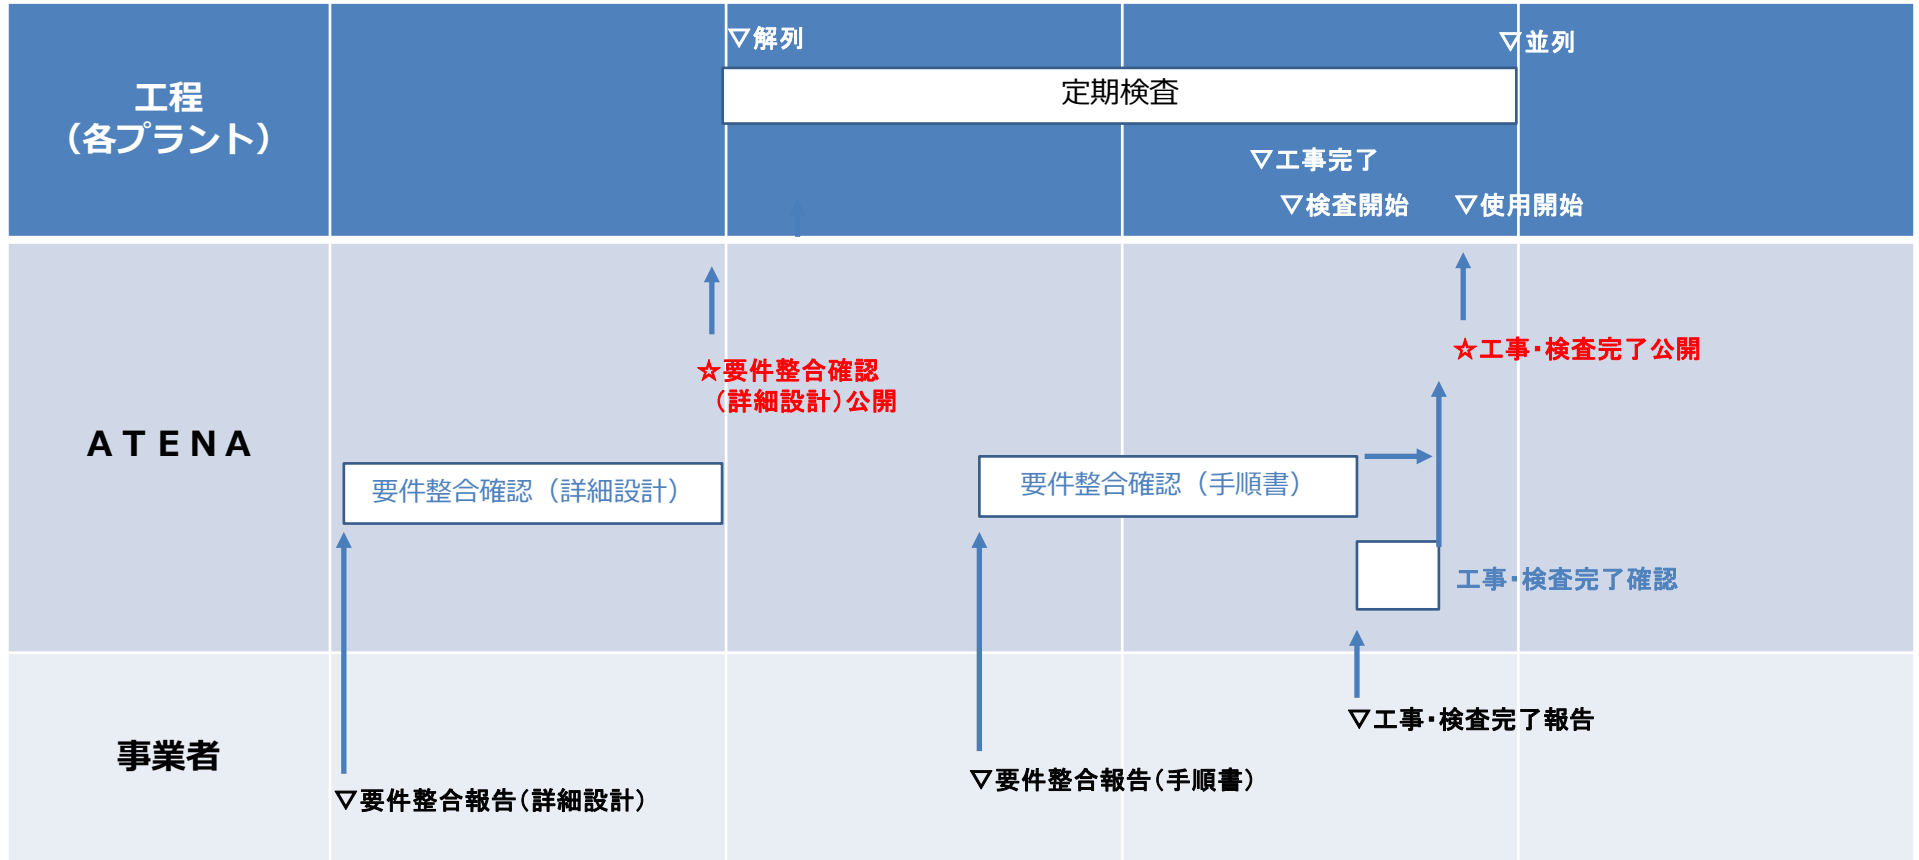 工程
（各プラント）
▽解列
▽並列
定期検査
▽工事完了
▽検査開始
▽使用開始
ＡＴＥＮＡ
☆要件整合確認
（詳細設計）公開
☆工事・検査完了公開
要件整合確認（詳細設計）
要件整合確認（手順書）
工事・検査完了確認
事業者
▽工事・検査完了報告
▽要件整合報告（手順書）
▽要件整合報告（詳細設計）